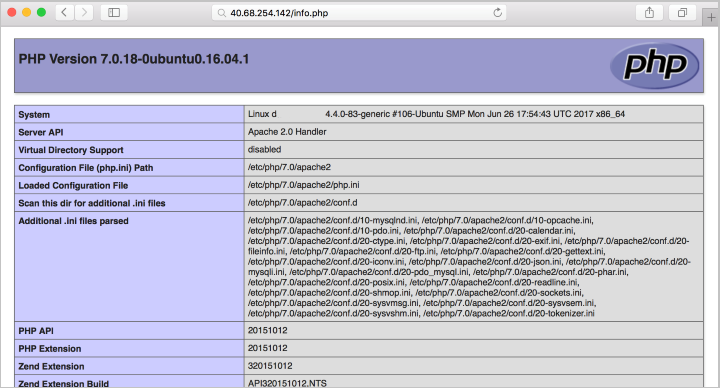 40.68.254.142/info.php
PHP Version 7.0.18-0ubuntu0.16.04.1
php
System Linux d 4.4.0-83-generic #106-Ubuntu SMP Mon Jun 26 17:54:43 UTC 2017 x86_64
Server API Apache 2.0 Handler
Virtual Directory Support disabled
Configuration File (php.ini) Path /etc/php/7.0/apache2
Loaded Configuration File /etc/php/7.0/apache2/php.ini
Scan this dir for additional .ini files /etc/php/7.0/apache2/conf.d
Additional .ini files parsed /etc/php/7.0/apache2/conf.d/10-mysqlnd.ini, /etc/php/7.0/apache2/conf.d/10-opcache.ini,
/etc/php/7.0/apache2/conf.d/10-pdo.ini, /etc/php/7.0/apache2/conf.d/20-calendar.ini,
/etc/php/7.0/apache2/conf.d/20-ctype.ini, /etc/php/7.0/apache2/conf.d/20-exif.ini, /etc/php/7.0/apache2/conf.d/20-
fileinfo.ini, /etc/php/7.0/apache2/conf.d/20-ftp.ini, /etc/php/7.0/apache2/conf.d/20-gettext.ini,
/etc/php/7.0/apache2/conf.d/20-iconv.ini, /etc/php/7.0/apache2/conf.d/20-json.ini, /etc/php/7.0/apache2/conf.d/20-
mysqli.ini, /etc/php/7.0/apache2/conf.d/20-pdo_mysql.ini, /etc/php/7.0/apache2/conf.d/20-phar.ini,
/etc/php/7.0/apache2/conf.d/20-posix.ini, /etc/php/7.0/apache2/conf.d/20-readline.ini,
/etc/php/7.0/apache2/conf.d/20-shmop.ini, /etc/php/7.0/apache2/conf.d/20-sockets.ini,
/etc/php/7.0/apache2/conf.d/20-sysvmsg.ini, /etc/php/7.0/apache2/conf.d/20-sysvsem.ini,
/etc/php/7.0/apache2/conf.d/20-sysvshm.ini, /etc/php/7.0/apache2/conf.d/20-tokenizer.ini
PHP API 20151012
PHP Extension 20151012
Zend Extension 320151012
Zend Extension Build API320151012,NTS